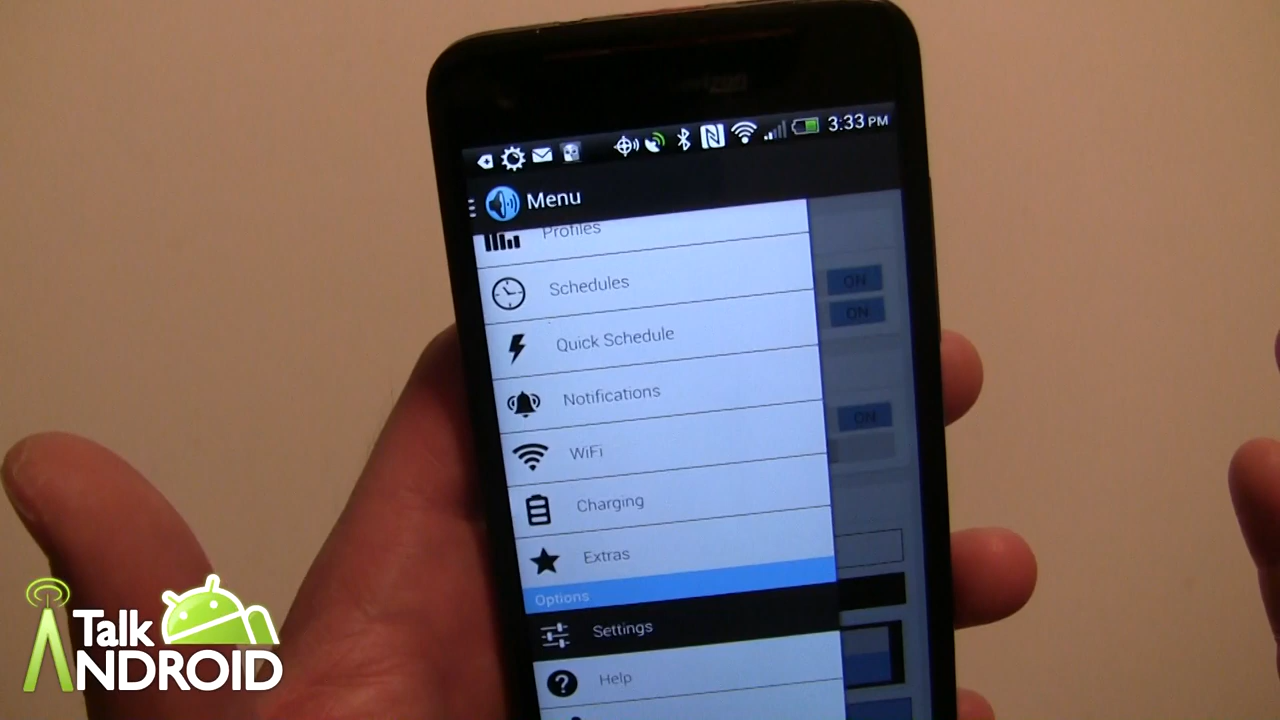 3:33 PM
Menu
Profiles
Schedules
ON
ON
Quick Schedule
Notifications
ON
WiFi
Charging
Extras
Options
Settings
Help
Talk
ANDROID